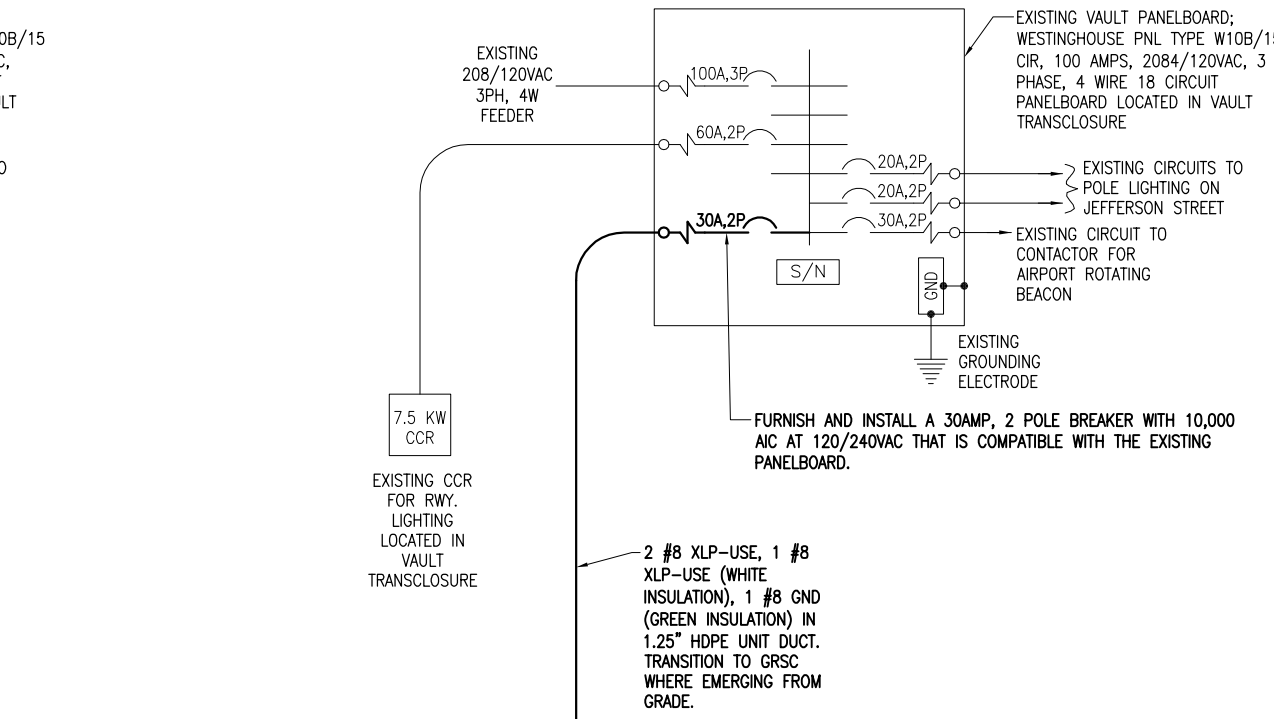 0B/15
C,
ULT
0
EXISTING
208/120VAC
3PH, 4W
FEEDER
100A,3P
60A,2P
30A,2P
20A,2P
20A,2P
30A,2P
S/N
GND
EXISTING VAULT PANELBOARD;
WESTINGHOUSE PNL TYPE W10B/15
CIR, 100 AMPS, 2084/120VAC, 3
PHASE, 4 WIRE 18 CIRCUIT
PANELBOARD LOCATED IN VAULT
TRANSCLOSURE
EXISTING CIRCUITS TO
POLE LIGHTING ON
JEFFERSON STREET
EXISTING CIRCUIT TO
CONTACTOR FOR
AIRPORT ROTATING
BEACON
EXISTING
GROUNDING
ELECTRODE
7.5 KW
CCR
EXISTING CCR
FOR RWY.
LIGHTING
LOCATED IN
VAULT
TRANSCLOSURE
FURNISH AND INSTALL A 30AMP, 2 POLE BREAKER WITH 10,000
AIC AT 120/240VAC THAT IS COMPATIBLE WITH THE EXISTING
PANELBOARD.
2 #8 XLP-USE, 1 #8
XLP-USE (WHITE
INSULATION), 1 #8 GND
(GREEN INSULATION) IN
1.25" HDPE UNIT DUCT.
TRANSITION TO GRSC
WHERE EMERGING FROM
GRADE.